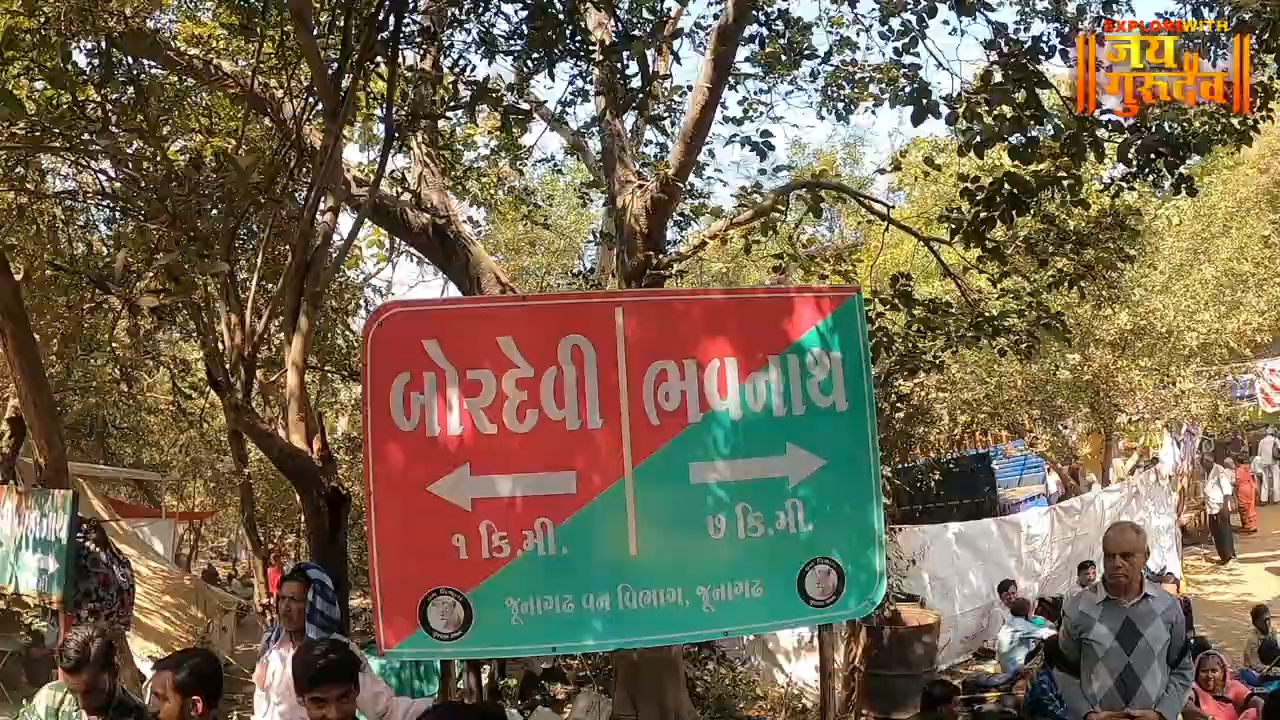 EXPLORE WITH
जय
गुरुदेव
બોરદેવી
←
૧ કિ.મી.
ભવનાથ
→
૭ કિ.મી.
જૂનાગઢ વન વિભાગ, જૂનાગઢ